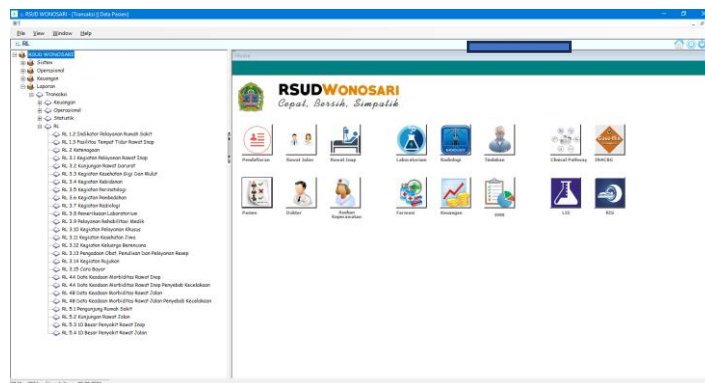 :: RSUD WONOSARI - [Transaksi || Data Pasien]
File View Window Help
:: RL
RSUD WONOSARI
Sistem
Operasional
Keuangan
Laporan
Transaksi
Keuangan
Operasional
Statistik
RL
RL 1.2 Indikator Pelayanan Rumah Sakit
RL 1.3 Fasilitas Tempat Tidur Rawat Inap
RL 2 Ketenagaan
RL 3.1 Kegiatan Pelayanan Rawat Inap
RL 3.2 Kunjungan Rawat Darurat
RL 3.3 Kegiatan Kesehatan Gigi Dan Mulut
RL 3.4 Kegiatan Kebidanan
RL 3.5 Kegiatan Perinatologi
RL 3.6 Kegiatan Pembedahan
RL 3.7 Kegiatan Radiologi
RL 3.8 Pemeriksaan Laboratorium
RL 3.9 Pelayanan Rehabilitasi Medik
RL 3.10 Kegiatan Pelayanan Khusus
RL 3.11 Kegiatan Kesehatan Jiwa
RL 3.12 Kegiatan Keluarga Berencana
RL 3.13 Pengadaan Obat, Penulisan Dan Pelayanan Resep
RL 3.14 Kegiatan Rujukan
RL 3.15 Cara Bayar
RL 4A Data Keadaan Morbiditas Rawat Inap
RL 4A Data Keadaan Morbiditas Rawat Inap Penyebab Kecelakaan
RL 4B Data Keadaan Morbiditas Rawat Jalan
RL 4B Data Keadaan Morbiditas Rawat Jalan Penyebab Kecelakaan
RL 5.1 Pengunjung Rumah Sakit
RL 5.2 Kunjungan Rawat Jalan
RL 5.3 10 Besar Penyakit Rawat Inap
RL 5.4 10 Besar Penyakit Rawat Jalan
Home
RSUDWONOSARI
Cepat, Bersih, Simpatik
Pendaftaran Rawat Jalan Rawat Inap Laboratorium Radiologi Tindakan Clinical Pathway INACBG
Pasien Dokter Asuhan Keperawatan Farmasi Keuangan LIS RIS